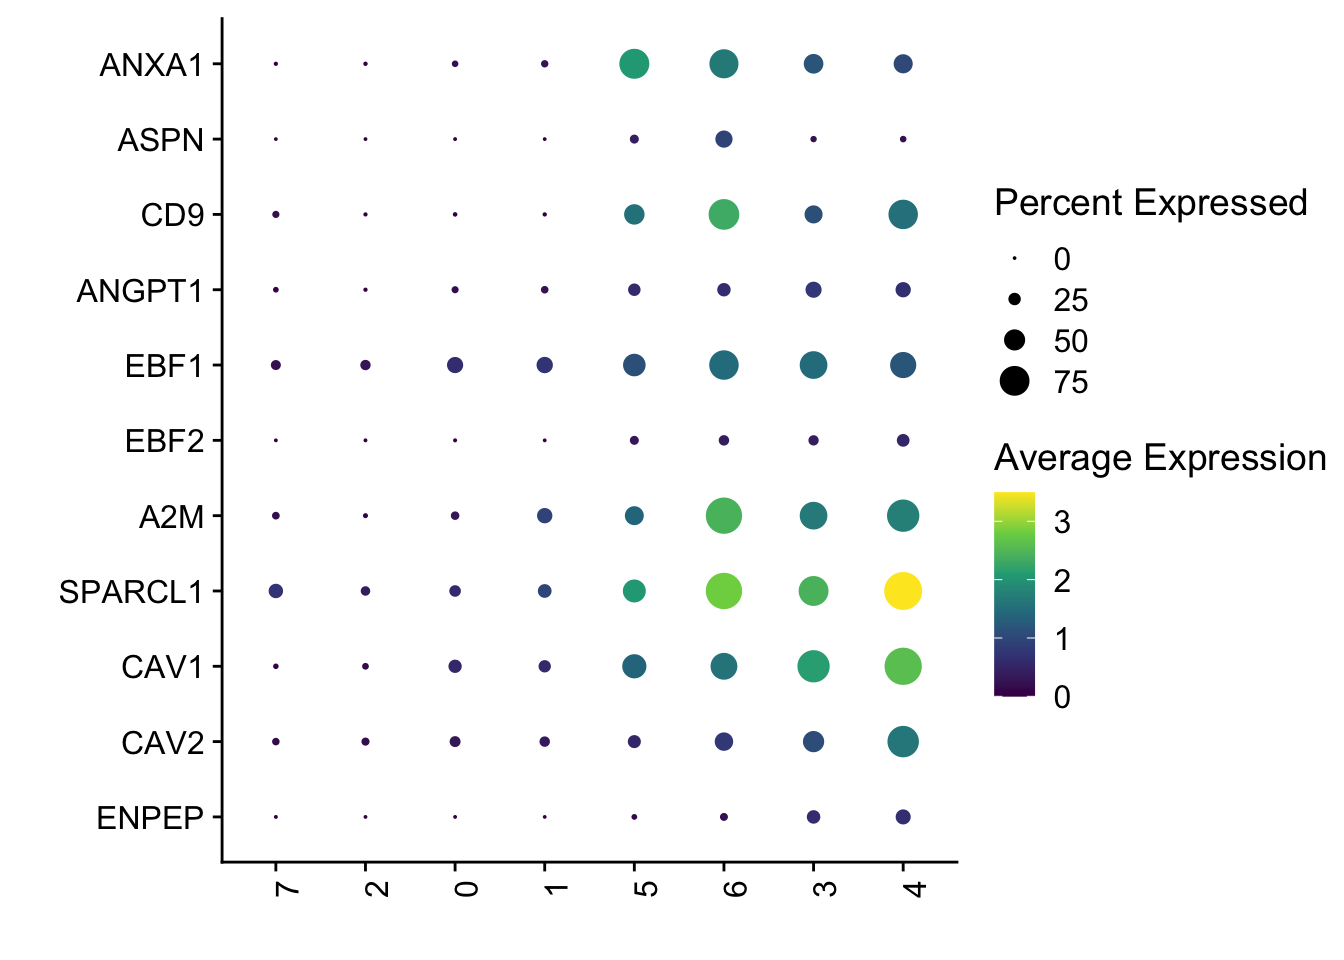 ANXA1
ASPN
CD9
ANGPT1
EBF1
EBF2
A2M
SPARCL1
CAV1
CAV2
ENPEP
7 2 0 1 5 6 3 4
Percent Expressed
0
25
50
75
Average Expression
3
2
1
0